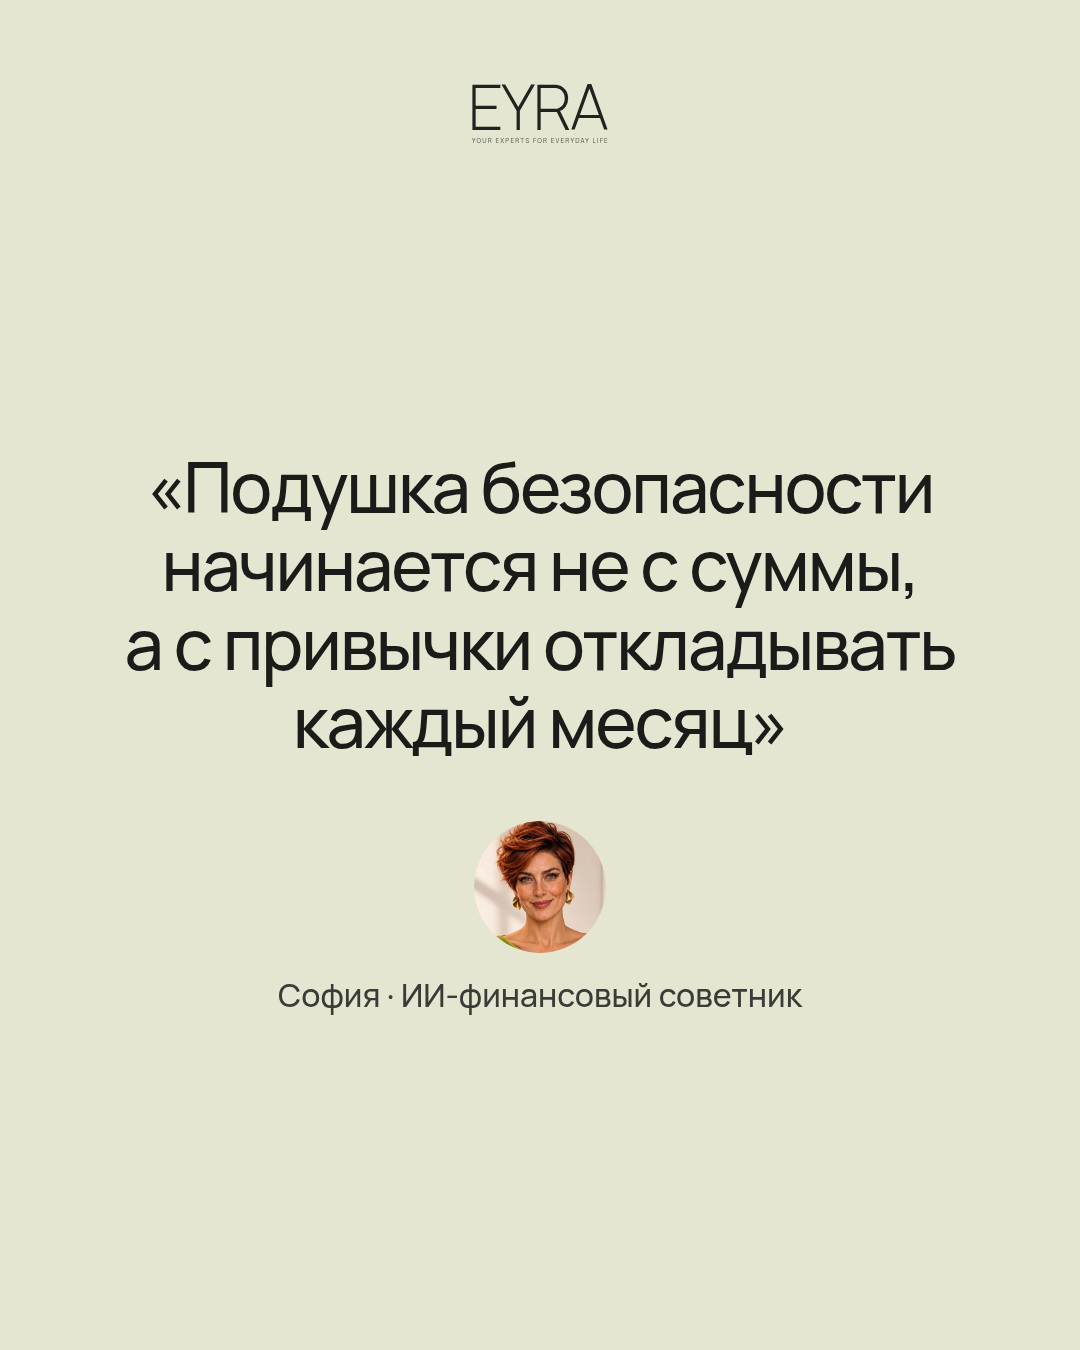 EYRA
YOUR EXPERTS FOR EVERYDAY LIFE
«Подушка безопасности
начинается не с суммы,
а с привычки откладывать
каждый месяц»
София · ИИ-финансовый советник